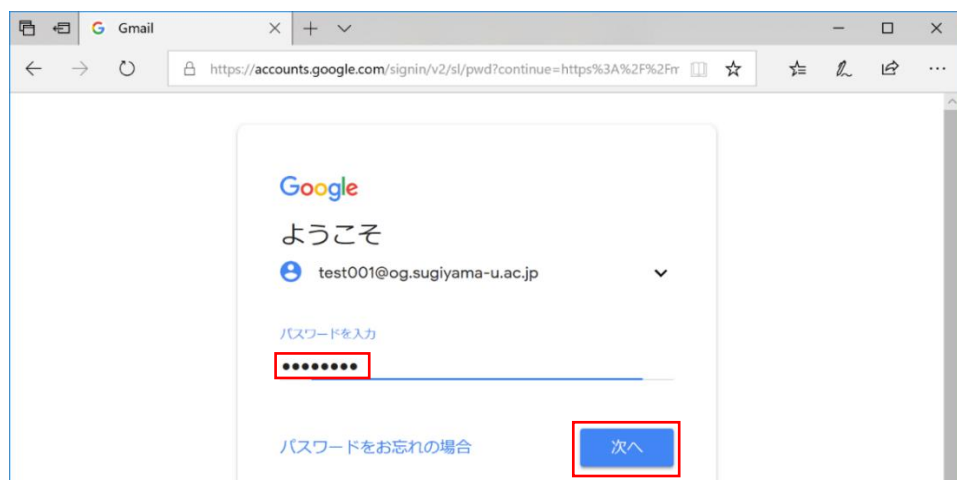 Gmail
https://accounts.google.com/signin/v2/sl/pwd?continue=https%3A%2F%2Fm
Google
ようこそ
test001@og.sugiyama-u.ac.jp
パスワードを入力
••••••••
パスワードをお忘れの場合
次へ